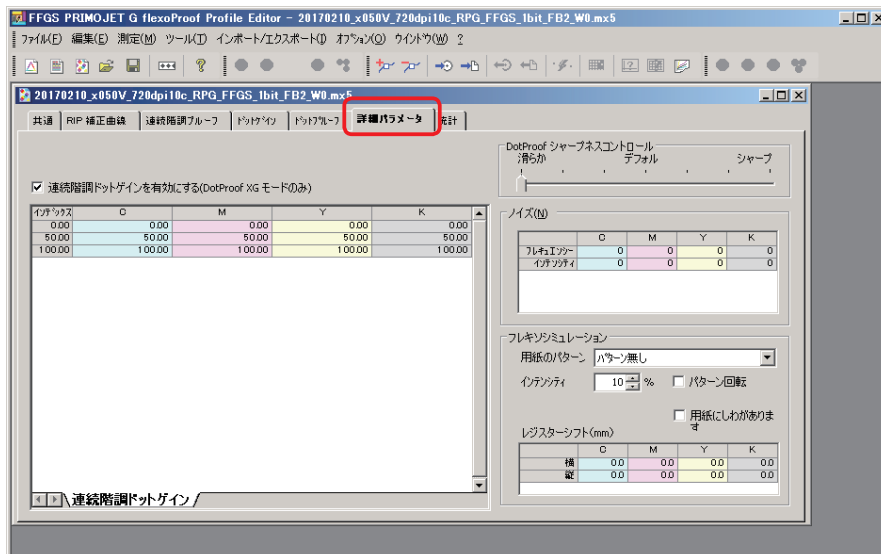 FFGS PRIMOJET G flexoProof Profile Editor - 20170210_x050V_720dpi10c_RPG_FFGS_1bit_FB2_W0.mx5
ファイル(F) 編集(E) 測定(M) ツール(T) インポート/エクスポート(I) オプション(O) ウインドウ(W) ?
20170210_x050V_720dpi10c_RPG_FFGS_1bit_FB2_W0.mx5
共通 RIP 補正曲線 連続階調プルーフ ドットゲイン ドットプルーフ 詳細パラメータ 統計
連続階調ドットゲインを有効にする(DotProof XG モードのみ)
インデックス C M Y K
0.00 0.00 0.00 0.00 0.00
50.00 50.00 50.00 50.00 50.00
100.00 100.00 100.00 100.00 100.00
連続階調ドットゲイン
DotProof シャープネスコントロール
滑らか デフォル シャープ
ノイズ(N)
C M Y K
フレキュエンシー 0 0 0 0
インテンシティ 0 0 0 0
フレキソシミュレーション
用紙のパターン パターン無し
インテンシティ 10 % パターン回転
用紙にしわがありま
す
レジスターシフト(mm)
C M Y K
横 0.0 0.0 0.0 0.0
縦 0.0 0.0 0.0 0.0